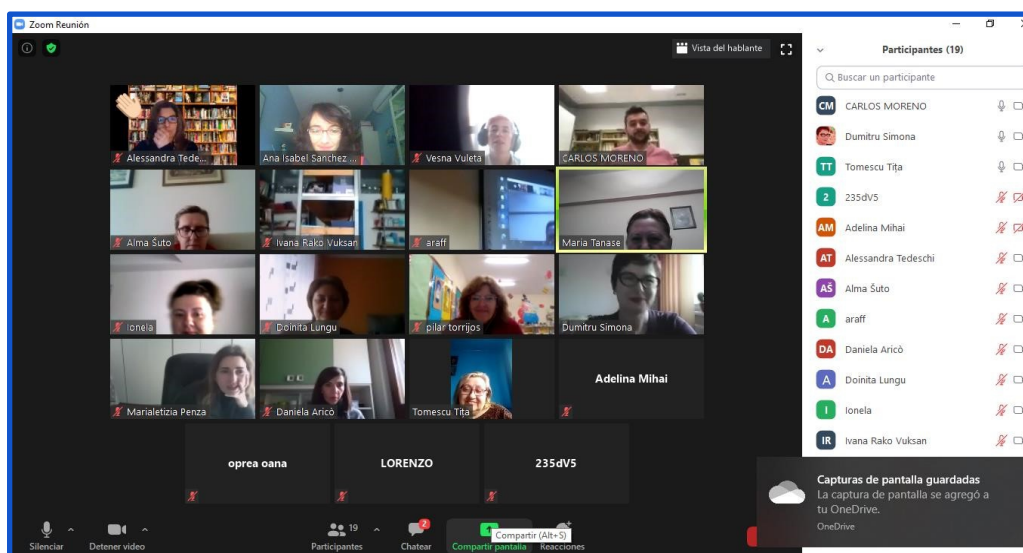 Zoom Reunión
Vista del hablante
Alessandra Tede...
Ana Isabel Sánchez ...
Vesna Vuleta
CARLOS MORENO
Alma Šuto
Ivana Rako Vuksan
araff
Maria Tanase
Ionela
Doinita Lungu
pilar torrijos
Dumitru Simona
Marialetizia Penza
Daniela Aricò
Tomescu Tița
Adelina Mihai
oprea oana
LORENZO
235dV5
Silenciar
Detener video
19
Participantes
2
Chatear
Compartir pantalla
Compartir (Alt+S)
Reacciones
Participantes (19)
Buscar un participante
CM CARLOS MORENO
Dumitru Simona
TT Tomescu Tița
2 235dV5
AM Adelina Mihai
AT Alessandra Tedeschi
AŠ Alma Šuto
A araff
DA Daniela Aricò
A Doinita Lungu
I Ionela
IR Ivana Rako Vuksan
Capturas de pantalla guardadas
La captura de pantalla se agregó a
tu OneDrive.
OneDrive